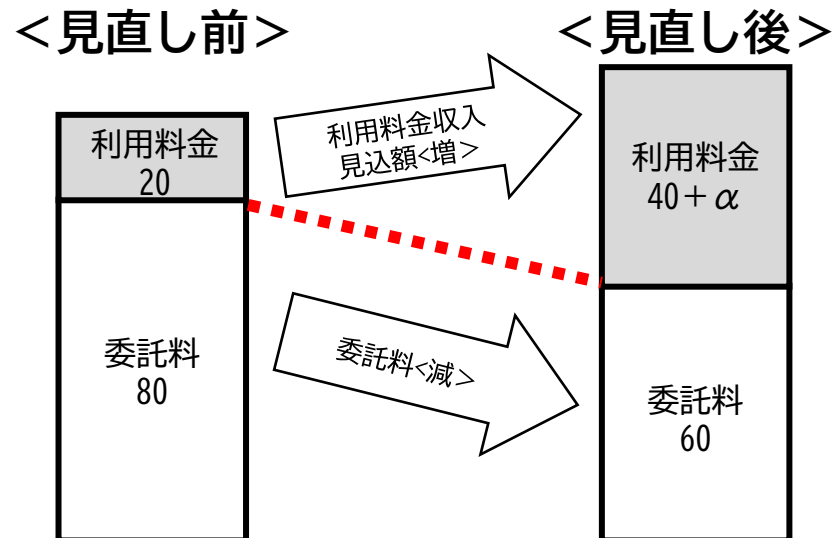 ＜見直し前＞
＜見直し後＞
利用料金
20
利用料金収入
見込額<増>
利用料金
40＋α
委託料
80
委託料<減>
委託料
60